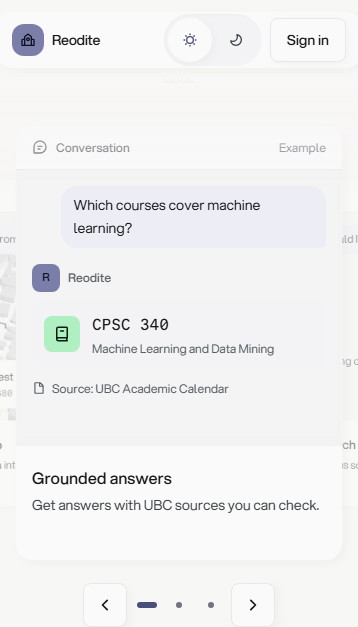 Reodite
Sign in
Conversation
Example
Which courses cover machine
learning?
R
Reodite
CPSC 340
Machine Learning and Data Mining
Source: UBC Academic Calendar
Grounded answers
Get answers with UBC sources you can check.